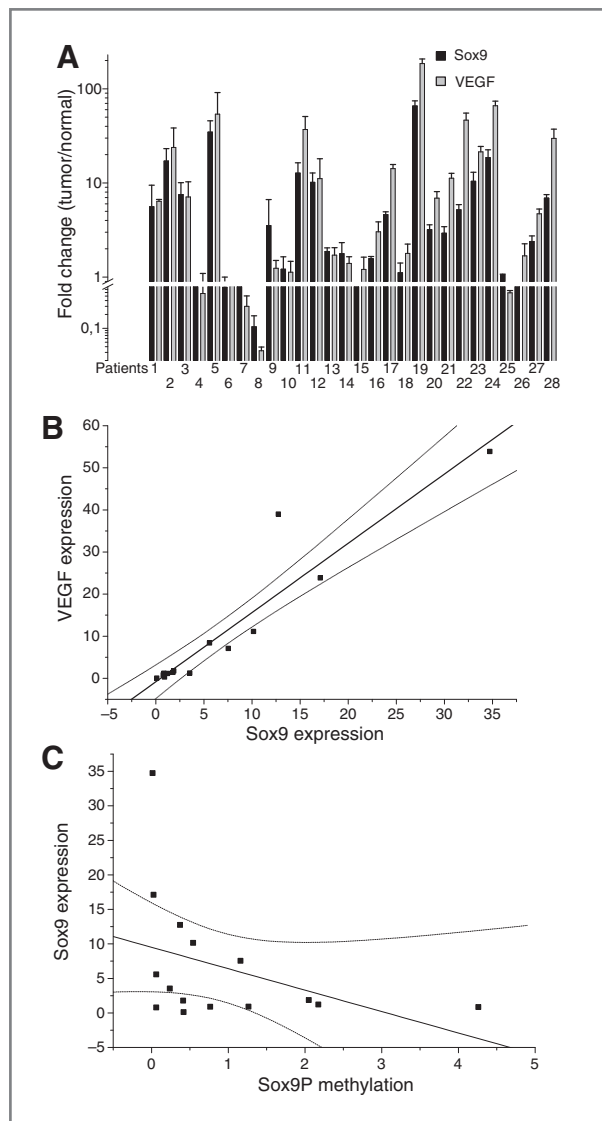 A
Sox9
VEGF
Fold change (tumor/normal)
100
10
1
0,1
Patients 1 3 5 7 9 11 13 15 17 19 21 23 25 27
2 4 6 8 10 12 14 16 18 20 22 24 26 28
B
VEGF expression
60
50
40
30
20
10
0
–5 0 5 10 15 20 25 30 35
Sox9 expression
C
Sox9 expression
35
30
25
20
15
10
5
0
–5
0 1 2 3 4 5
Sox9P methylation